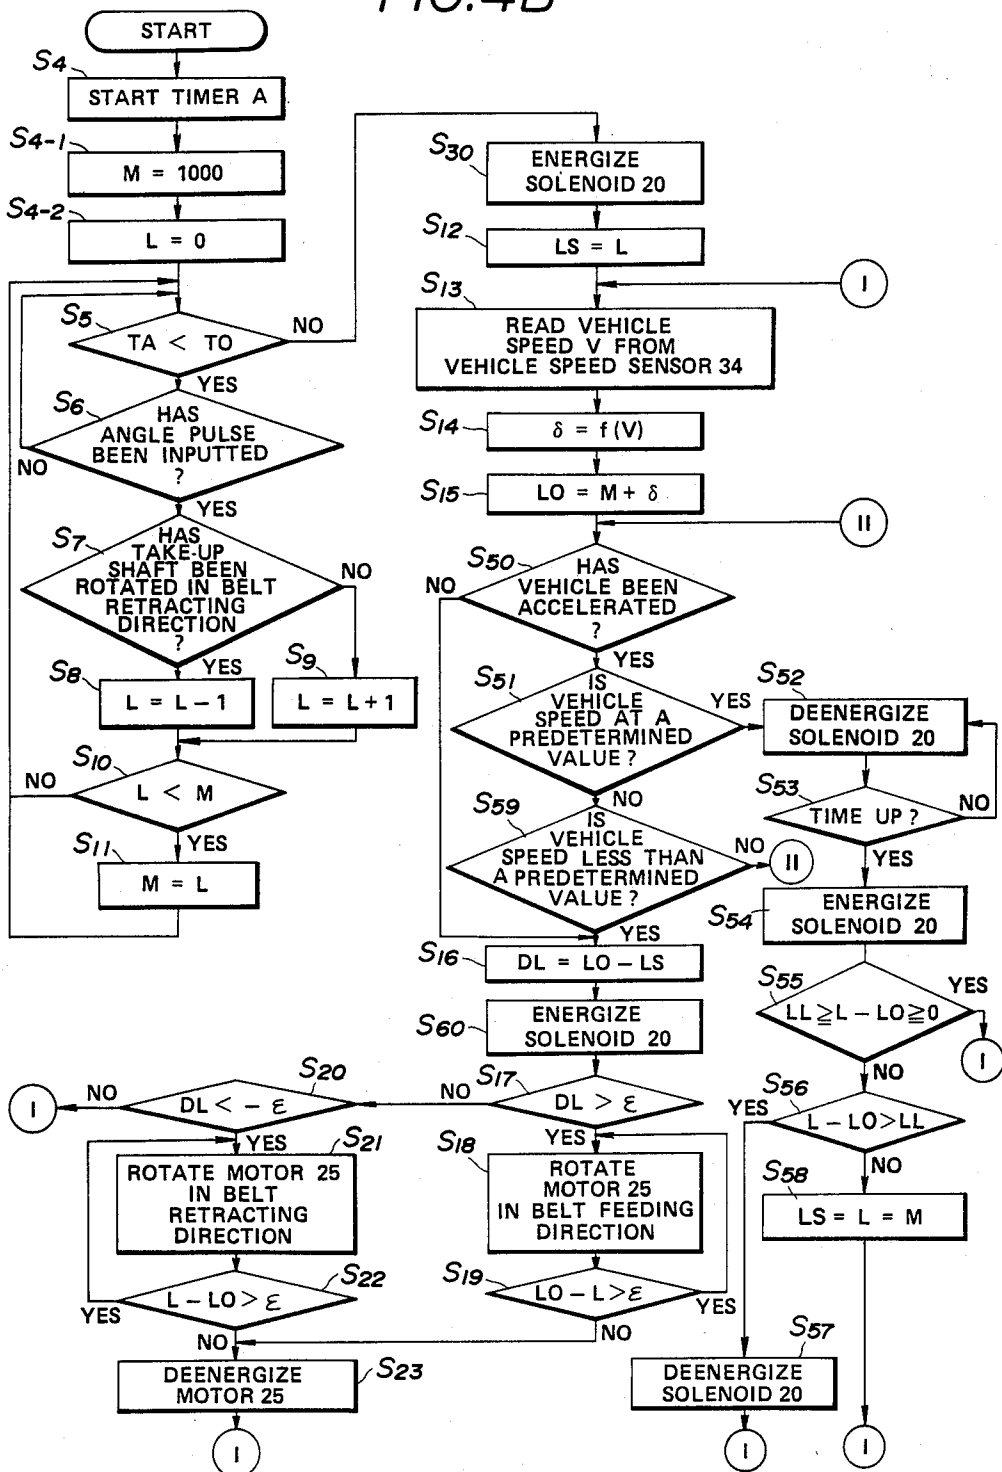 FIG.4B
START
S4
START TIMER A
S4-1
M = 1000
S4-2
L = 0
S5
TA < TO
NO
YES
S6
HAS
ANGLE PULSE
BEEN INPUTTED
?
NO
YES
S7
HAS
TAKE-UP
SHAFT BEEN
ROTATED IN BELT
RETRACTING
DIRECTION
?
NO
YES
S8
L = L - 1
S9
L = L + 1
S10
L < M
NO
YES
S11
M = L
S30
ENERGIZE
SOLENOID 20
S12
LS = L
I
S13
READ VEHICLE
SPEED V FROM
VEHICLE SPEED SENSOR 34
S14
δ = f (V)
S15
LO = M + δ
II
S50
HAS
VEHICLE BEEN
ACCELERATED
?
NO
YES
S51
IS
VEHICLE
SPEED AT A
PREDETERMINED
VALUE ?
YES
NO
S52
DEENERGIZE
SOLENOID 20
S53
TIME UP ?
NO
YES
S59
IS
VEHICLE
SPEED LESS THAN
A PREDETERMINED
VALUE ?
NO
II
YES
S54
ENERGIZE
SOLENOID 20
S16
DL = LO - LS
S60
ENERGIZE
SOLENOID 20
S55
LL ≧ L - LO ≧ 0
YES
I
NO
S17
DL > ε
NO
YES
S20
DL < - ε
NO
I
YES
S56
L - LO > LL
YES
NO
S21
ROTATE MOTOR 25
IN BELT
RETRACTING
DIRECTION
S18
ROTATE
MOTOR 25
IN BELT FEEDING
DIRECTION
S58
LS = L = M
S22
L - LO > ε
YES
NO
S19
LO - L > ε
YES
NO
S23
DEENERGIZE
MOTOR 25
I
S57
DEENERGIZE
SOLENOID 20
I
I